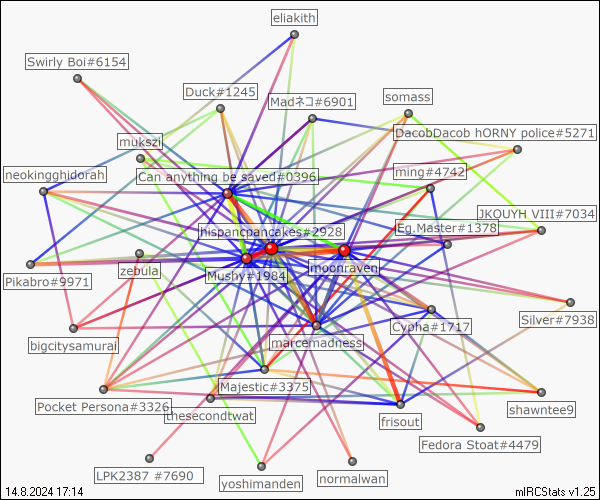 eliakith
Swirly Boi#6154
Duck#1245
Madネコ#6901
somass
DacobDacob hORNY police#5271
mukszi
neokingghidorah
Can anything be saved#0396
ming#4742
JKOUYH VIII#7034
hispancpancakes#2928
Eg.Master#1378
Pikabro#9971
zebula
Mushy#1984
moonraven
Silver#7938
bigcitysamurai
marcemadness
Cypha#1717
Majestic#3375
Pocket Persona#3326
thesecondtwat
frisout
shawntee9
Fedora Stoat#4479
LPK2387 #7690
yoshimanden
normalwan
14.8.2024 17:14
mIRCStats v1.25